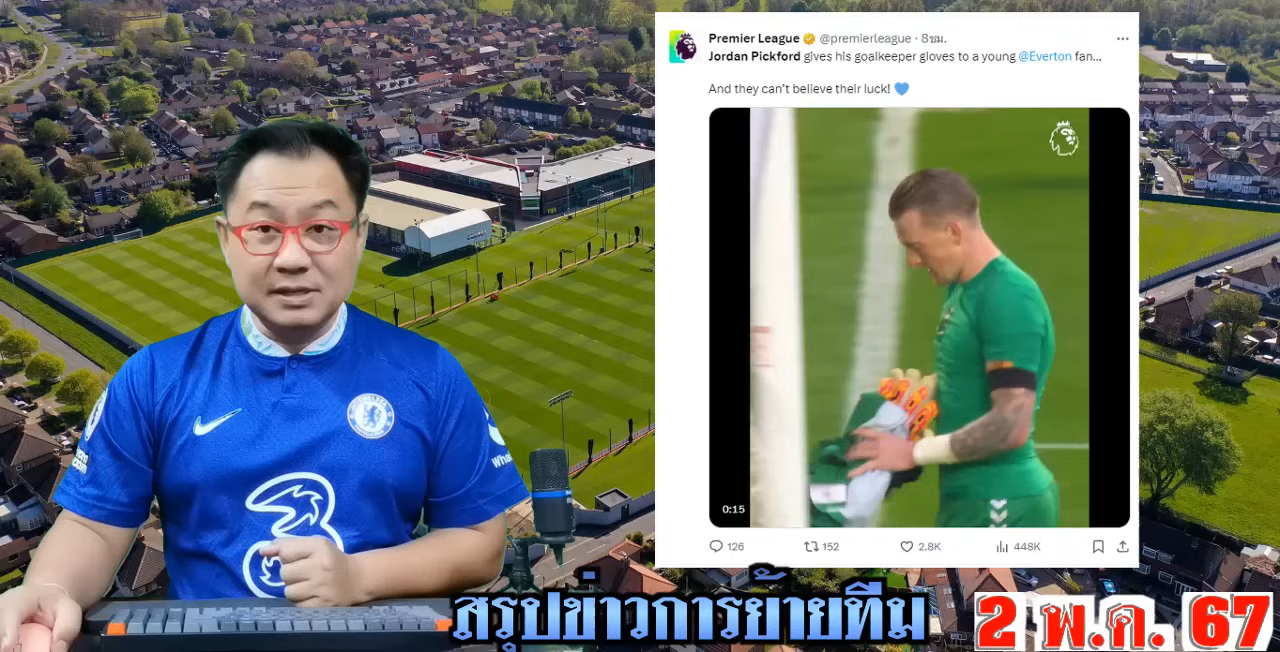 Premier League @premierleague · 8ชม.
Jordan Pickford gives his goalkeeper gloves to a young @Everton fan...
And they can't believe their luck! 💙
0:15
126 152 2.8K 448K
3
สรุปข่าวการย้ายทีม
2 พ.ค. 67